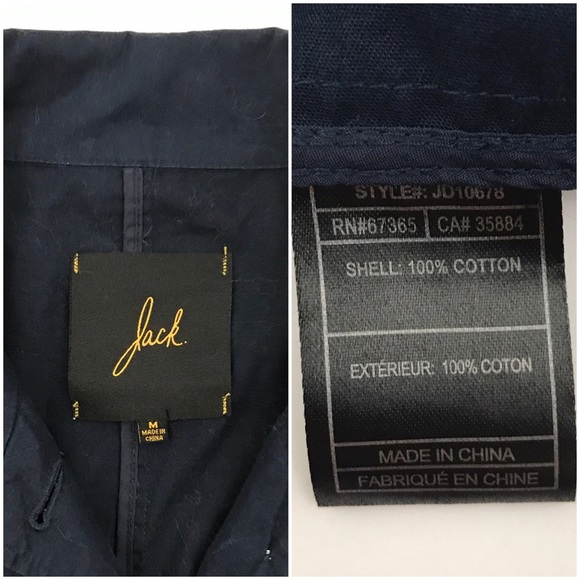 Jack.
M
MADE IN
CHINA
STYLE#: JD10678
RN#67365 CA# 35884
SHELL: 100% COTTON
EXTÉRIEUR: 100% COTON
MADE IN CHINA
FABRIQUÉ EN CHINE